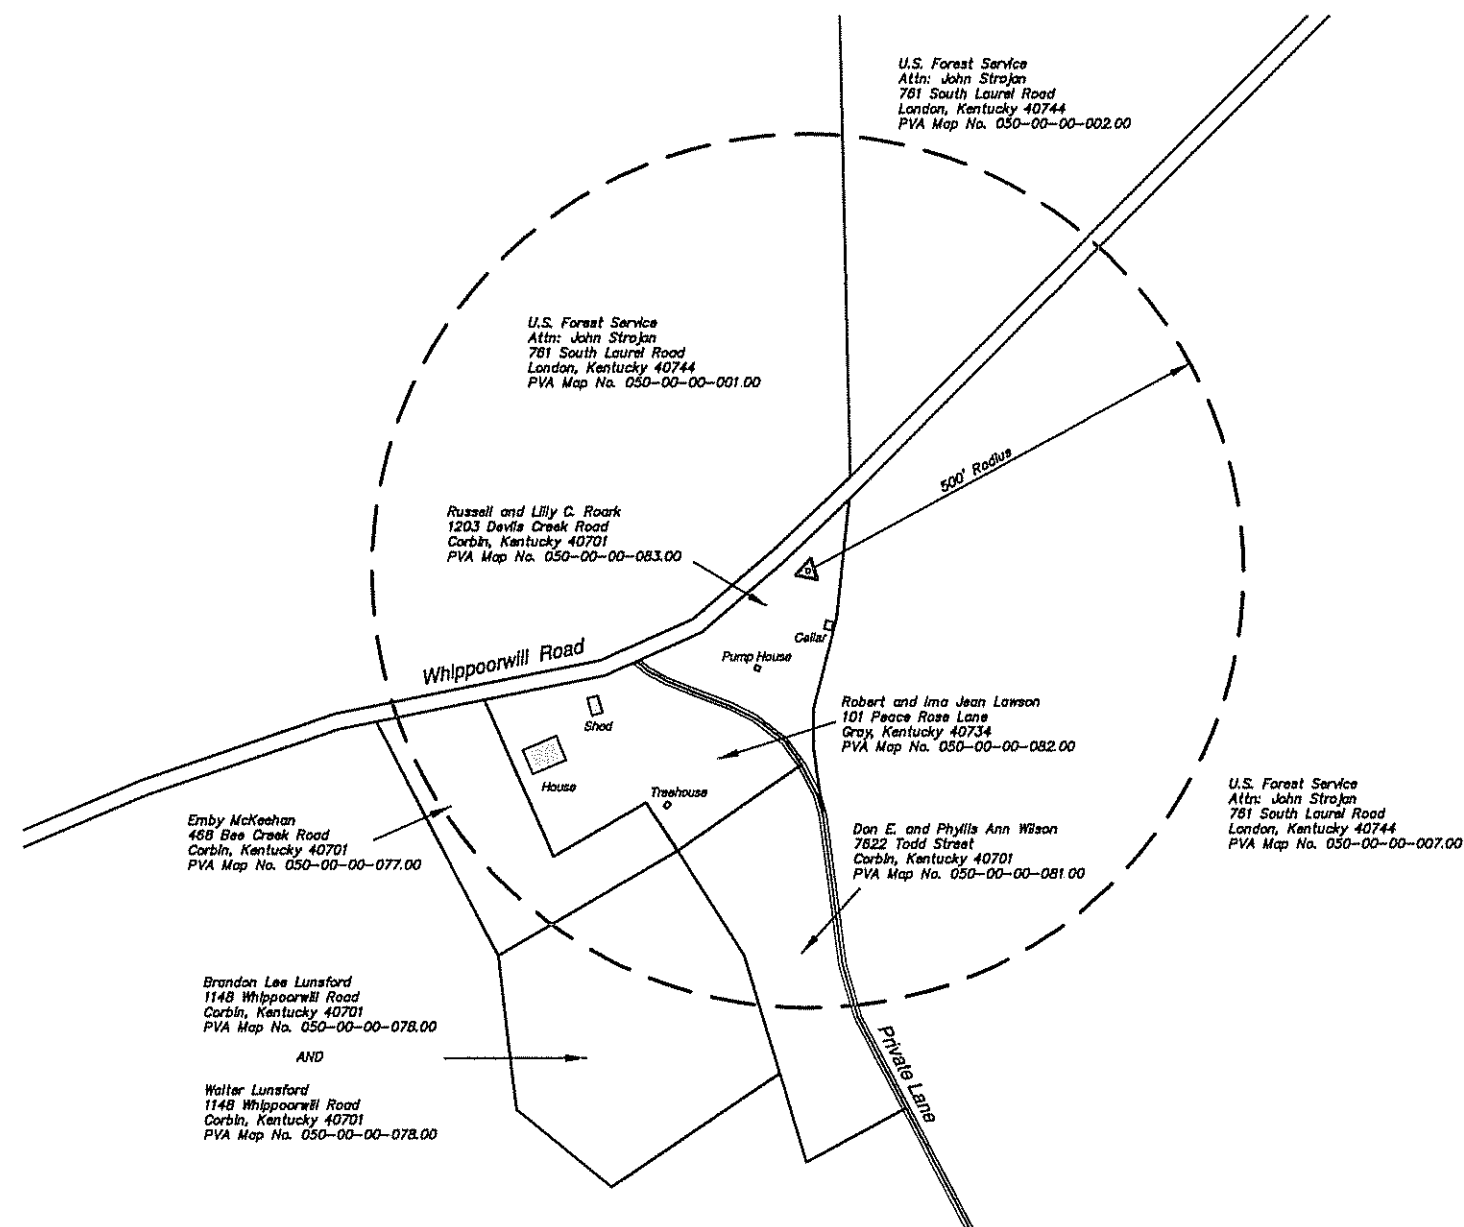 U.S. Forest Service
Attn: John Strojan
761 South Laurel Road
London, Kentucky 40744
PVA Map No. 050-00-00-002.00
U.S. Forest Service
Attn: John Strojan
761 South Laurel Road
London, Kentucky 40744
PVA Map No. 050-00-00-001.00
500' Radius
Russell and Lilly C. Roark
1203 Devils Creek Road
Corbin, Kentucky 40701
PVA Map No. 050-00-00-083.00
Cellar
Pump House
Whippoorwill Road
Shed
House
Treehouse
Robert and Ima Jean Lawson
101 Peace Rose Lane
Gray, Kentucky 40734
PVA Map No. 050-00-00-082.00
U.S. Forest Service
Attn: John Strojan
761 South Laurel Road
London, Kentucky 40744
PVA Map No. 050-00-00-007.00
Emby McKeehan
468 Bee Creek Road
Corbin, Kentucky 40701
PVA Map No. 050-00-00-077.00
Don E. and Phyllis Ann Wilson
7622 Todd Street
Corbin, Kentucky 40701
PVA Map No. 050-00-00-081.00
Brandon Lee Lunsford
1148 Whippoorwill Road
Corbin, Kentucky 40701
PVA Map No. 050-00-00-078.00
AND
Walter Lunsford
1148 Whippoorwill Road
Corbin, Kentucky 40701
PVA Map No. 050-00-00-078.00
Private Lane